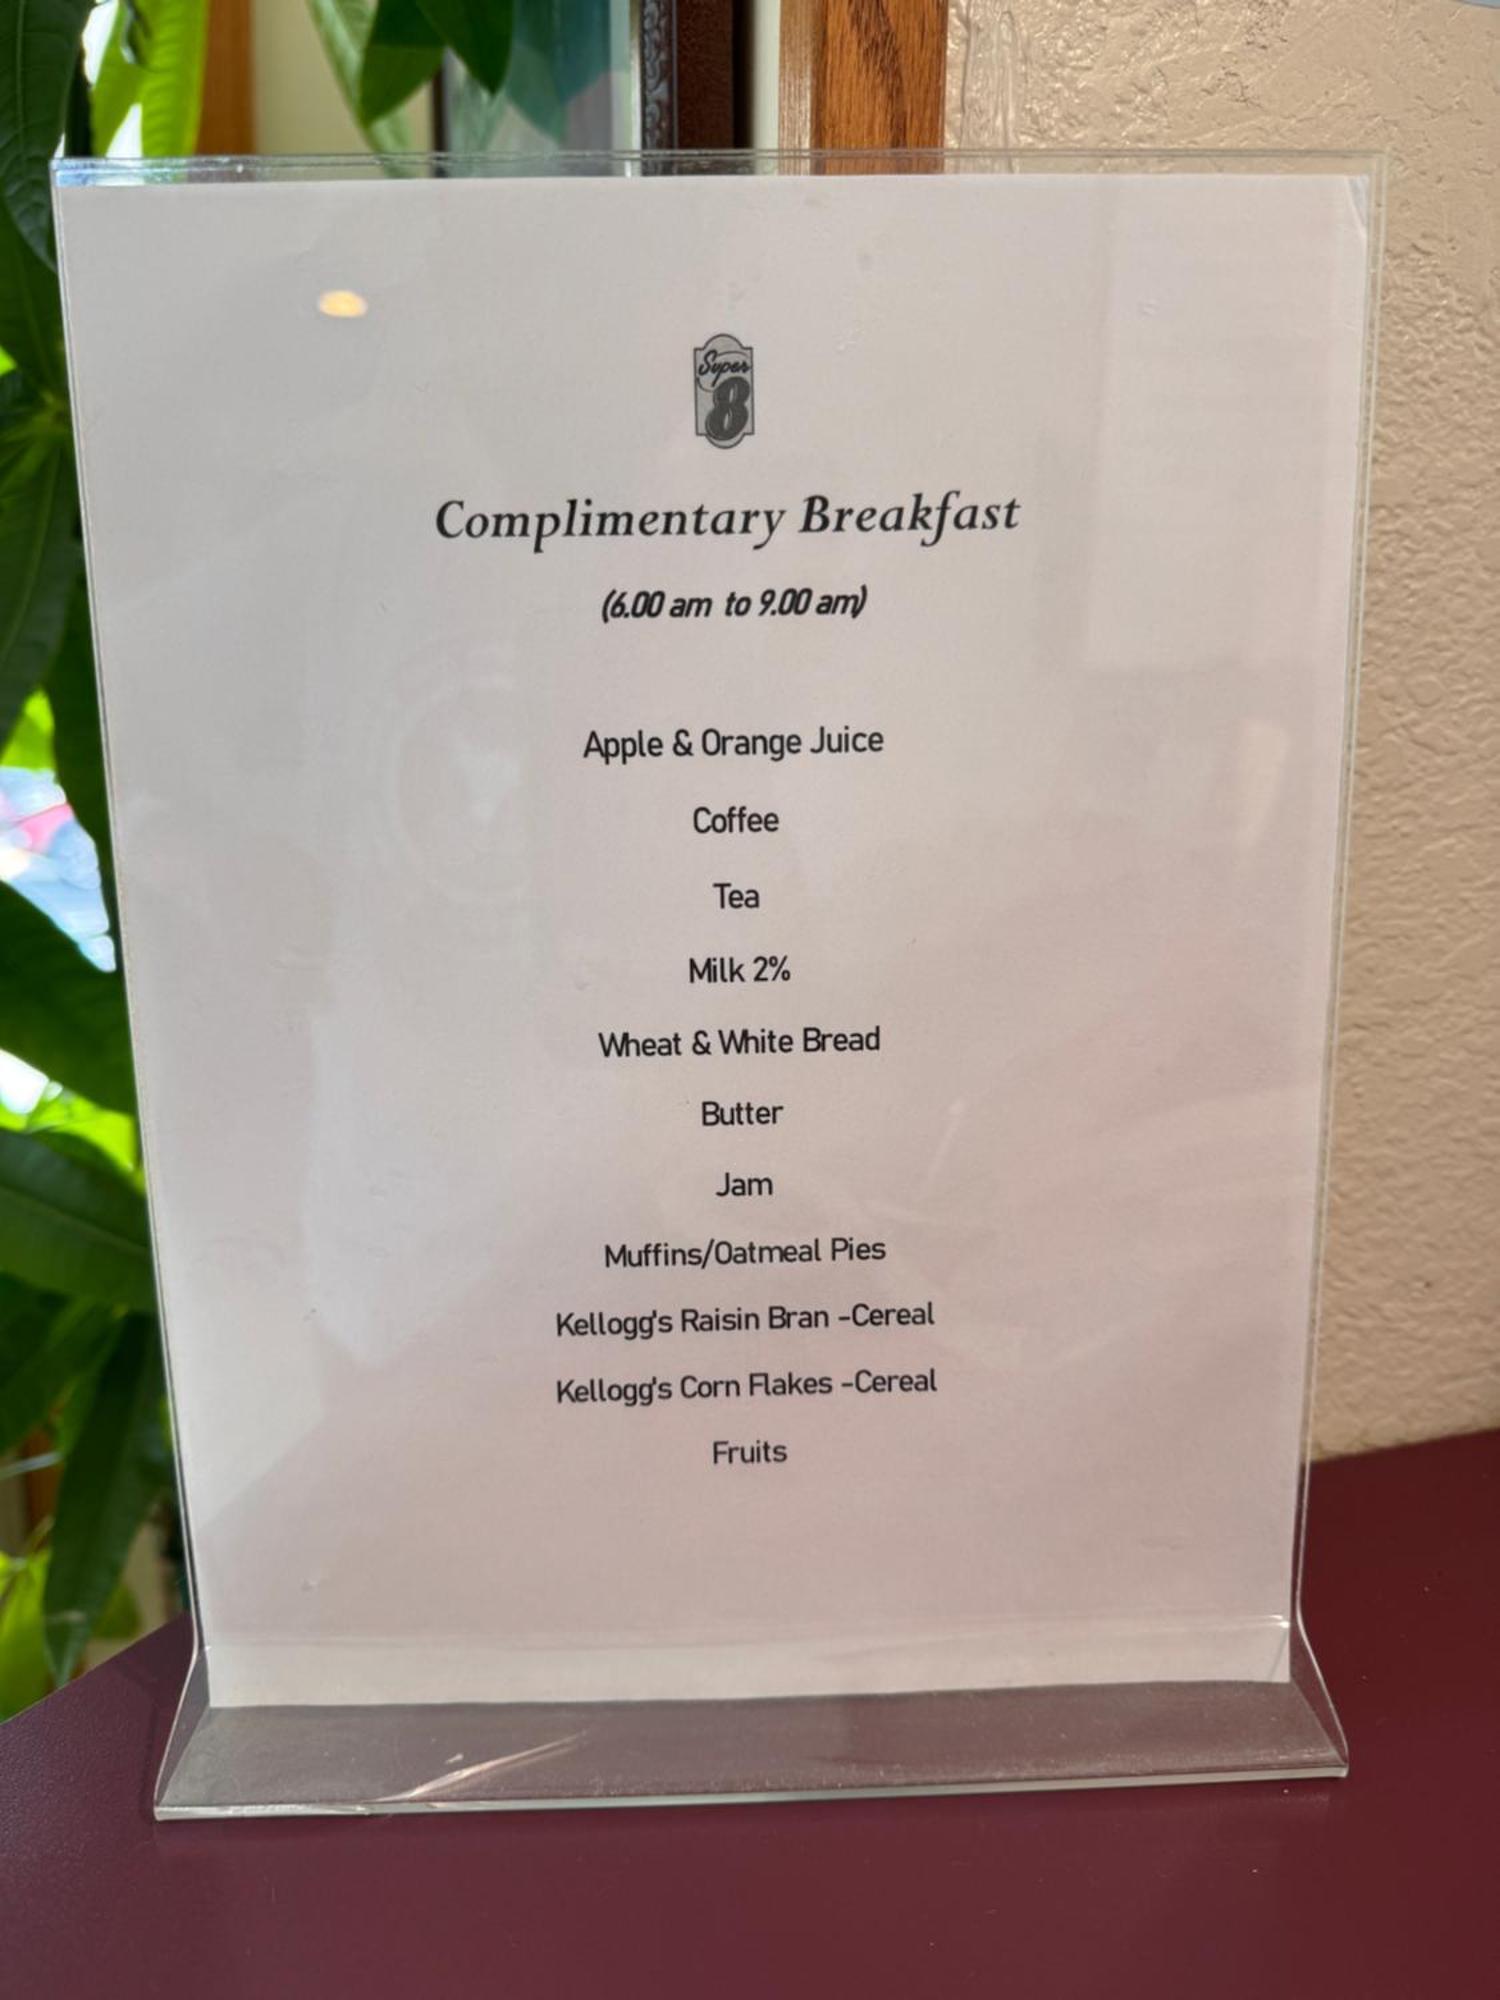 Super
8
Complimentary Breakfast
(6.00 am to 9.00 am)
Apple & Orange Juice
Coffee
Tea
Milk 2%
Wheat & White Bread
Butter
Jam
Muffins/Oatmeal Pies
Kellogg's Raisin Bran -Cereal
Kellogg's Corn Flakes -Cereal
Fruits